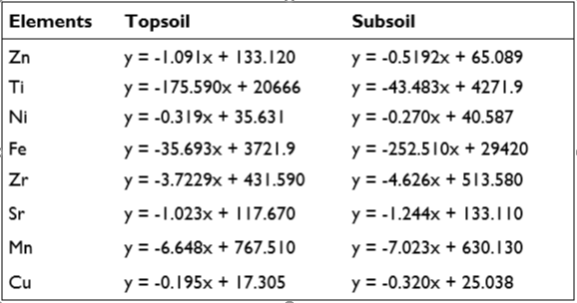 Elements Topsoil Subsoil
Zn y = -1.091x + 133.120 y = -0.5192x + 65.089
Ti y = -175.590x + 20666 y = -43.483x + 4271.9
Ni y = -0.319x + 35.631 y = -0.270x + 40.587
Fe y = -35.693x + 3721.9 y = -252.510x + 29420
Zr y = -3.7229x + 431.590 y = -4.626x + 513.580
Sr y = -1.023x + 117.670 y = -1.244x + 133.110
Mn y = -6.648x + 767.510 y = -7.023x + 630.130
Cu y = -0.195x + 17.305 y = -0.320x + 25.038